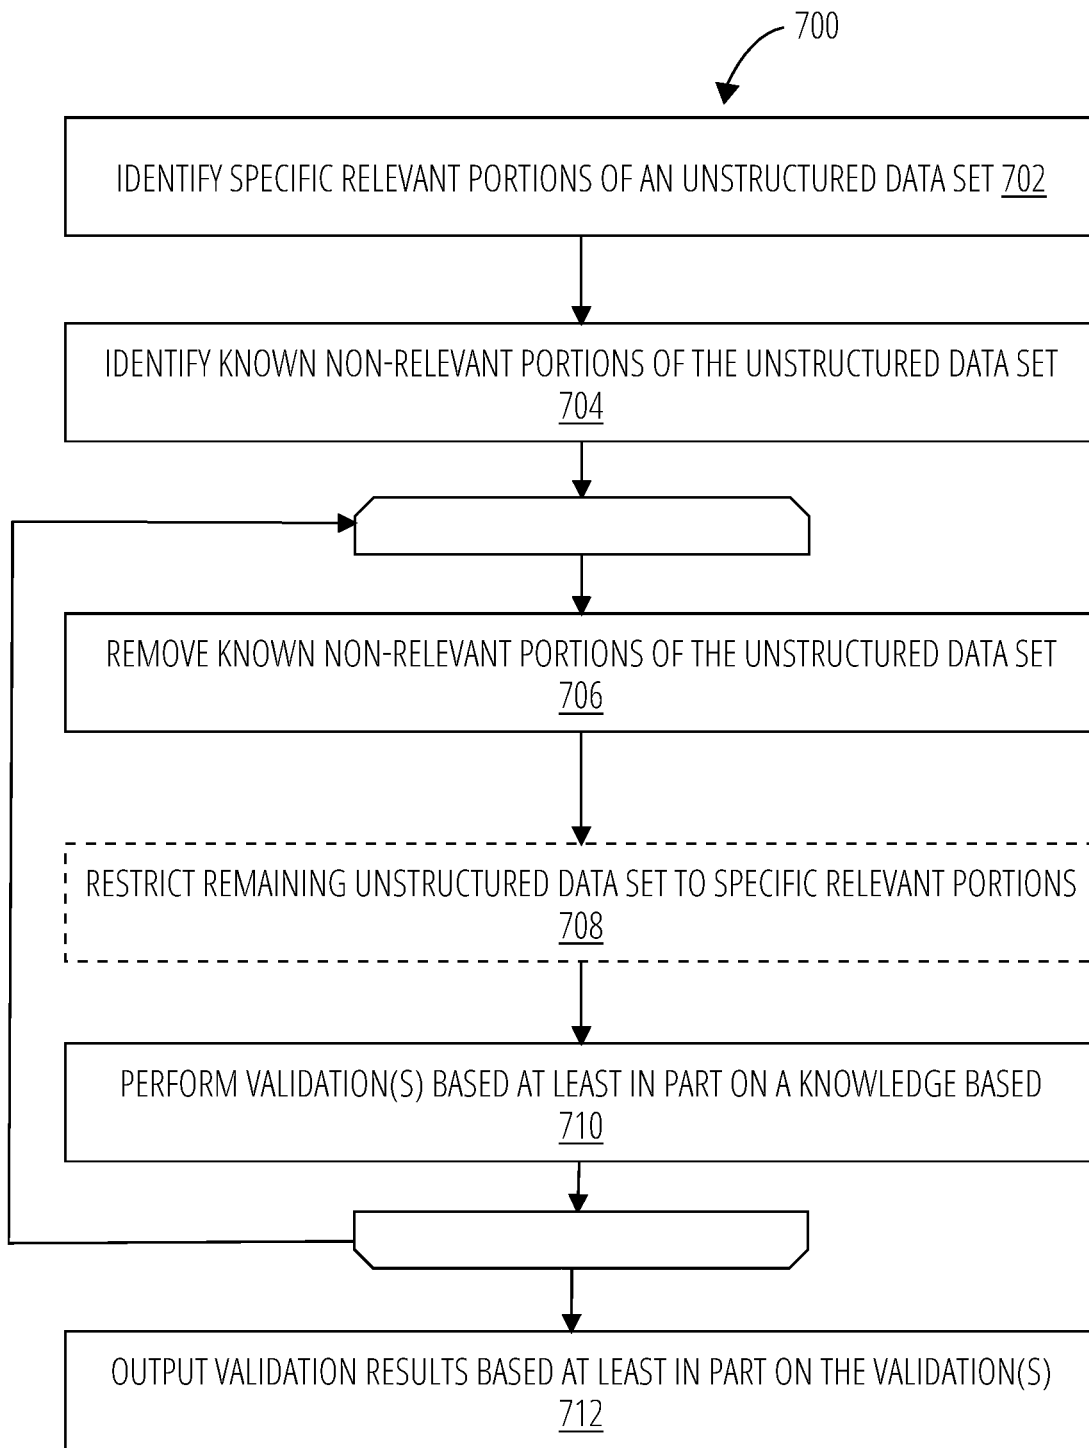 700
IDENTIFY SPECIFIC RELEVANT PORTIONS OF AN UNSTRUCTURED DATA SET 702
IDENTIFY KNOWN NON-RELEVANT PORTIONS OF THE UNSTRUCTURED DATA SET
704
REMOVE KNOWN NON-RELEVANT PORTIONS OF THE UNSTRUCTURED DATA SET
706
RESTRICT REMAINING UNSTRUCTURED DATA SET TO SPECIFIC RELEVANT PORTIONS
708
PERFORM VALIDATION(S) BASED AT LEAST IN PART ON A KNOWLEDGE BASED
710
OUTPUT VALIDATION RESULTS BASED AT LEAST IN PART ON THE VALIDATION(S)
712